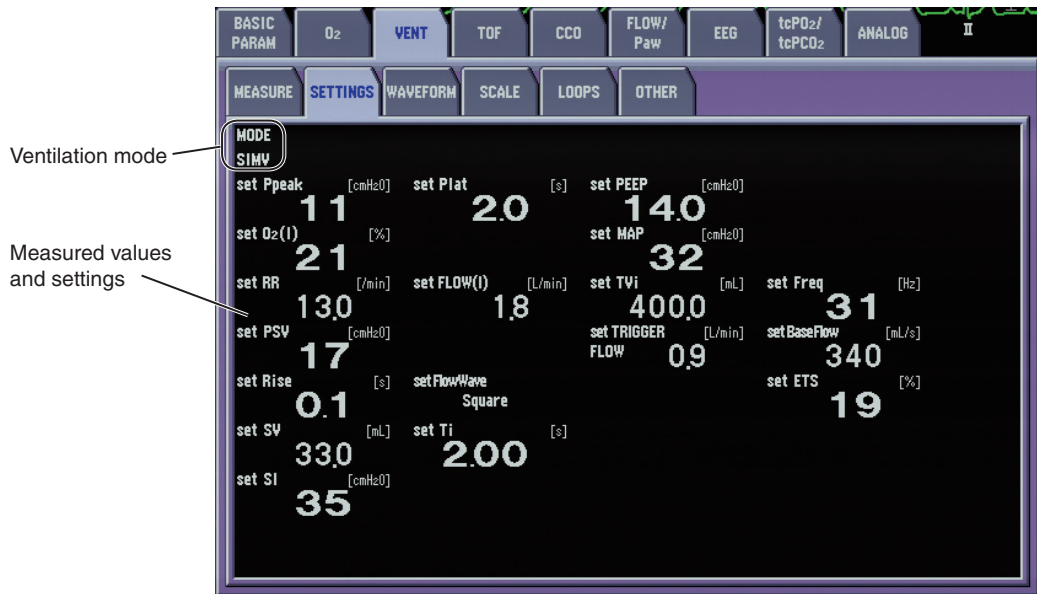 BASIC
PARAM
O2
VENT
TOF
CCO
FLOW/
Paw
EEG
tcPO2/
tcPCO2
ANALOG
II
MEASURE
SETTINGS
WAVEFORM
SCALE
LOOPS
OTHER
Ventilation mode
MODE
SIMV
set Ppeak [cmH2O] set Plat [s] set PEEP [cmH2O]
11 2.0 14.0
set O2(I) [%] set MAP [cmH2O]
21 32
Measured values
and settings
set RR [/min] set FLOW(I) [L/min] set TVi [mL] set Freq [Hz]
13.0 1.8 400.0 31
set PSV [cmH2O] set TRIGGER [L/min] set BaseFlow [mL/s]
17 FLOW 0.9 340
set Rise [s] set FlowWave set ETS [%]
0.1 Square 19
set SV [mL] set Ti [s]
33.0 2.00
set SI [cmH2O]
35